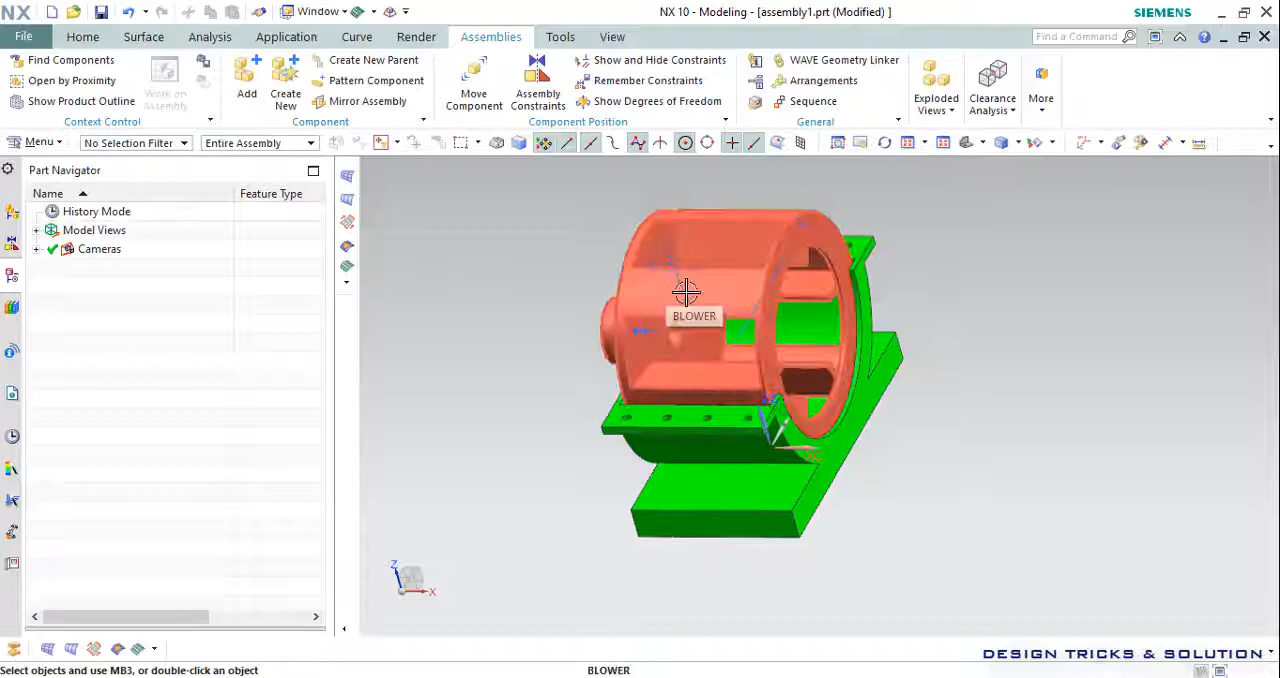 NX Window NX 10 - Modeling - [assembly1.prt (Modified) ] SIEMENS
File Home Surface Analysis Application Curve Render Assemblies Tools View Find a Command
Find Components Create New Parent Show and Hide Constraints WAVE Geometry Linker
Open by Proximity Pattern Component Remember Constraints Arrangements
Show Product Outline Mirror Assembly Show Degrees of Freedom Sequence
Work on Assembly Add Create New Move Component Assembly Constraints Exploded Views Clearance Analysis More
Context Control Component Component Position General
Menu No Selection Filter Entire Assembly
Part Navigator
Name Feature Type
History Mode
Model Views
Cameras
BLOWER
Z
X
DESIGN TRICKS & SOLUTION
Select objects and use MB3, or double-click an object BLOWER